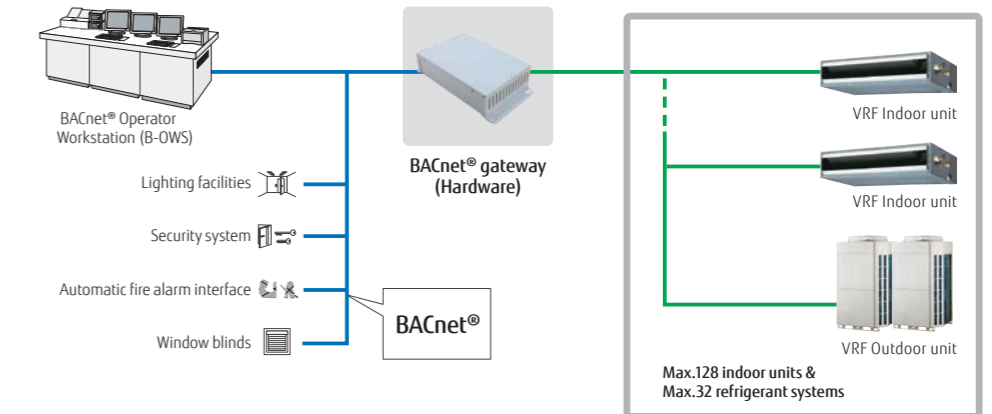 BACnet® Operator
Workstation (B-OWS)
Lighting facilities
Security system
Automatic fire alarm interface
Window blinds
BACnet®
BACnet® gateway
(Hardware)
VRF Indoor unit
VRF Indoor unit
VRF Outdoor unit
Max.128 indoor units &
Max.32 refrigerant systems